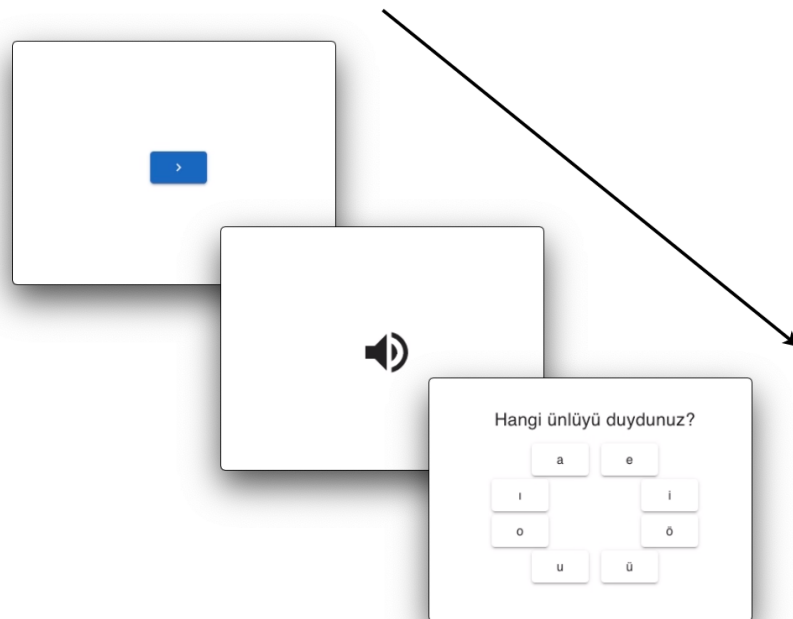 ›
Hangi ünlüyü duydunuz?
a e
ı i
o ö
u ü